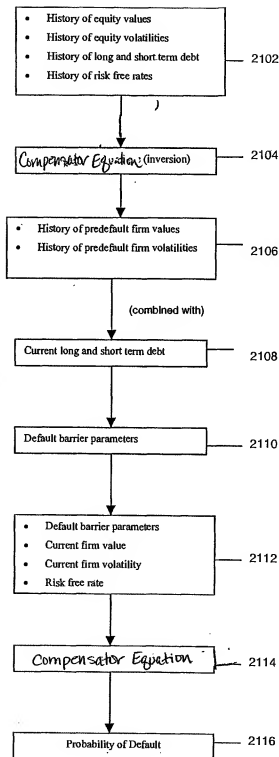 • History of equity values
• History of equity volatilities
• History of long and short term debt
• History of risk free rates
2102
Compensator Equation: (inversion)
2104
• History of predefault firm values
• History of predefault firm volatilities
2106
(combined with)
Current long and short term debt
2108
Default barrier parameters
2110
• Default barrier parameters
• Current firm value
• Current firm volatility
• Risk free rate
2112
Compensator Equation
2114
Probability of Default
2116